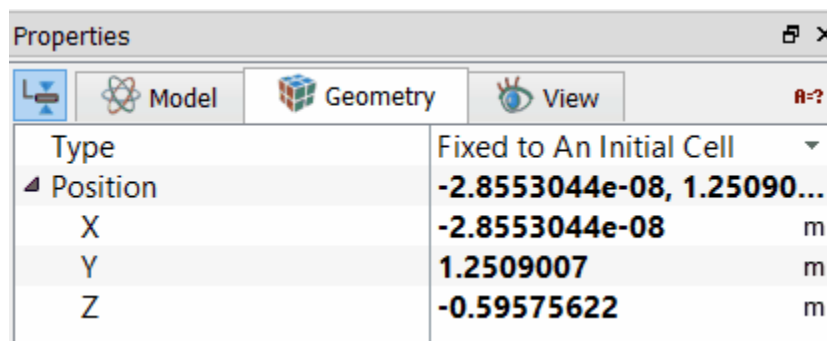 Properties
Model Geometry View A=?
Type Fixed to An Initial Cell
Position -2.8553044e-08, 1.25090...
X -2.8553044e-08 m
Y 1.2509007 m
Z -0.59575622 m